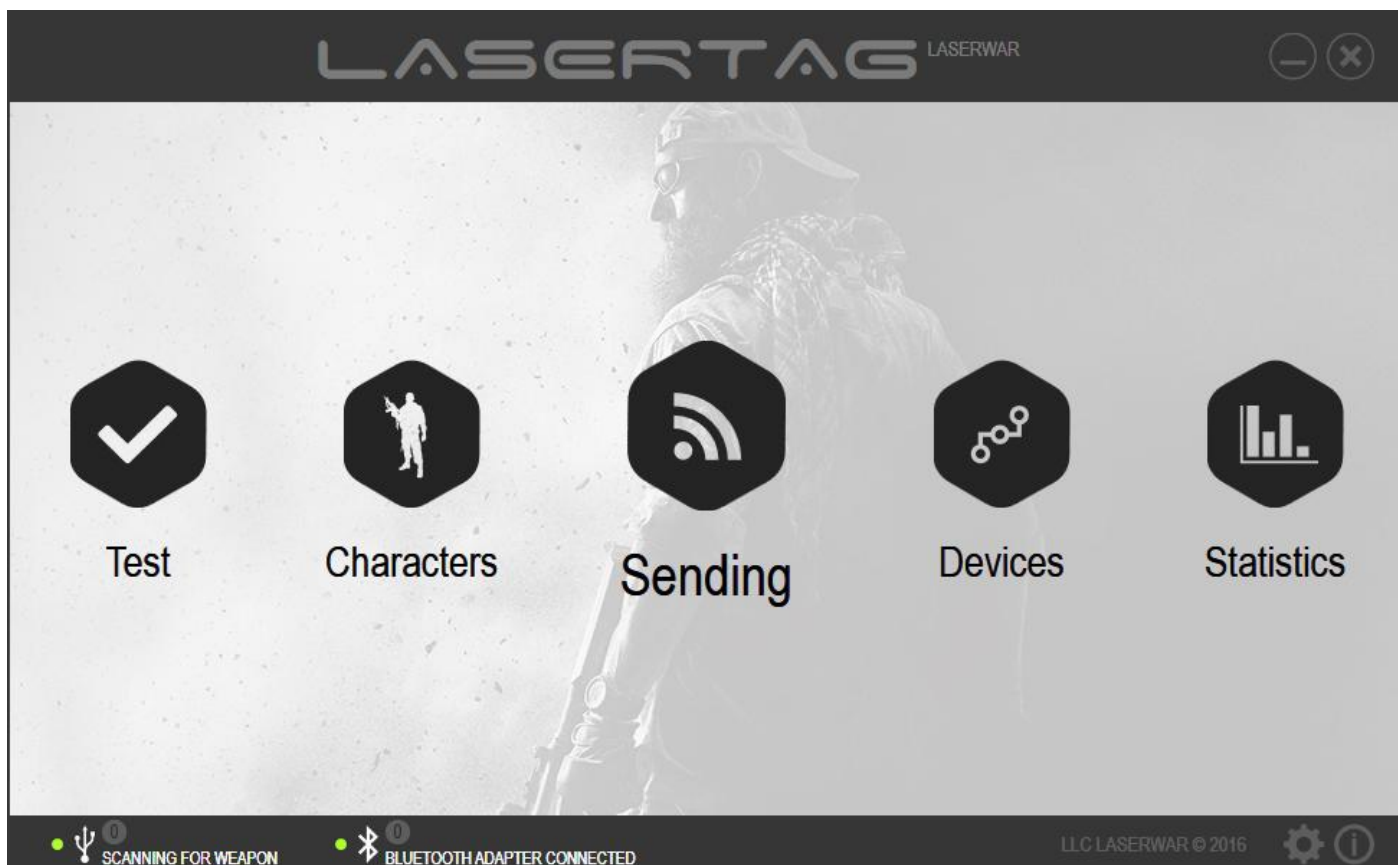 LASERTAG LASERWAR
Test Characters Sending Devices Statistics
0 0
SCANNING FOR WEAPON BLUETOOTH ADAPTER CONNECTED LLC LASERWAR © 2016